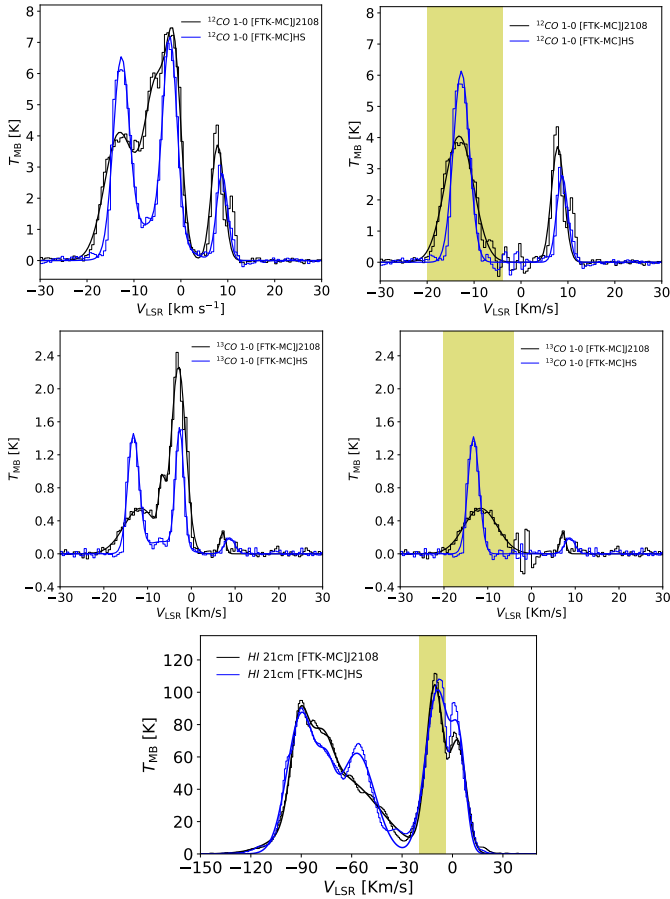 8
7
6
5
4
3
2
1
0
T_MB [K]
¹²CO 1-0 [FTK-MC]J2108
¹²CO 1-0 [FTK-MC]HS
−30 −20 −10 0 10 20 30
V_LSR [km s⁻¹]
8
7
6
5
4
3
2
1
0
T_MB [K]
¹²CO 1-0 [FTK-MC]J2108
¹²CO 1-0 [FTK-MC]HS
−30 −20 −10 0 10 20 30
V_LSR [Km/s]
2.4
2.0
1.6
1.2
0.8
0.4
0.0
−0.4
T_MB [K]
¹³CO 1-0 [FTK-MC]J2108
¹³CO 1-0 [FTK-MC]HS
−30 −20 −10 0 10 20 30
V_LSR [Km/s]
2.4
2.0
1.6
1.2
0.8
0.4
0.0
−0.4
T_MB [K]
¹³CO 1-0 [FTK-MC]J2108
¹³CO 1-0 [FTK-MC]HS
−30 −20 −10 0 10 20 30
V_LSR [Km/s]
120
100
80
60
40
20
0
T_MB [K]
HI 21cm [FTK-MC]J2108
HI 21cm [FTK-MC]HS
−150 −120 −90 −60 −30 0 30
V_LSR [Km/s]